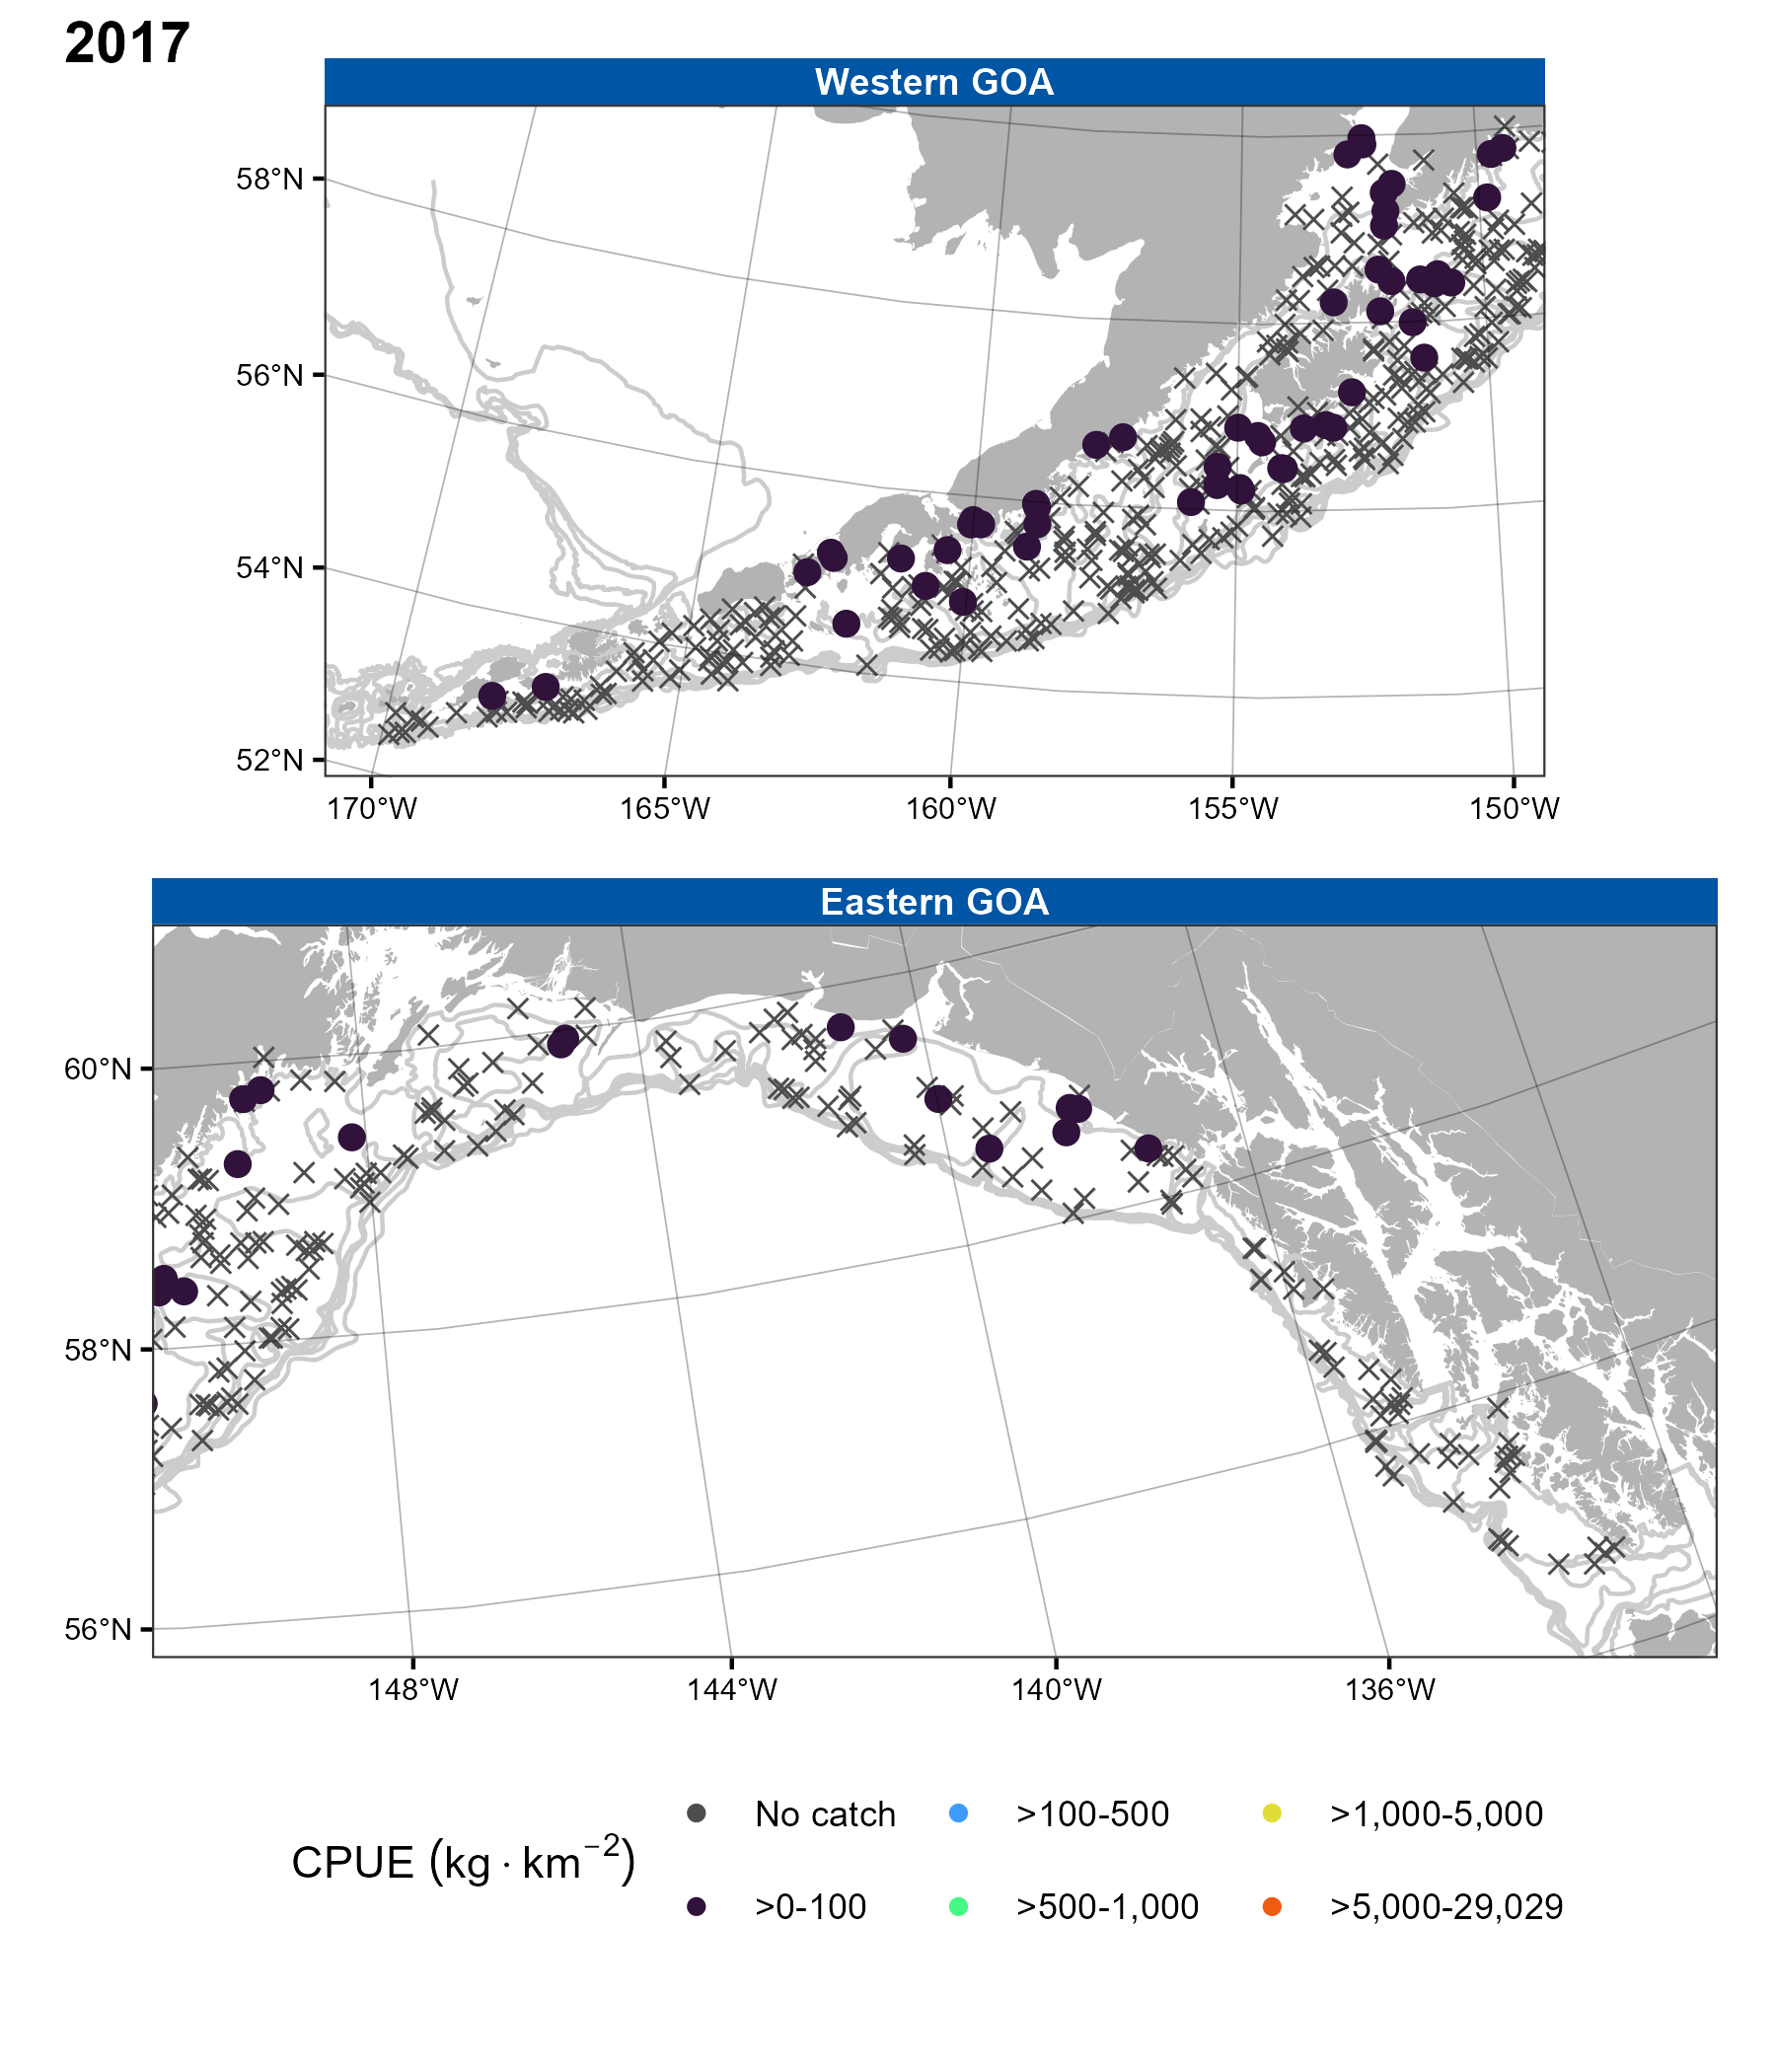 2017
Western GOA
58°N
56°N
54°N
52°N
170°W 165°W 160°W 155°W 150°W
Eastern GOA
60°N
58°N
56°N
148°W 144°W 140°W 136°W
CPUE (kg · km⁻²)
No catch >100-500 >1,000-5,000
>0-100 >500-1,000 >5,000-29,029